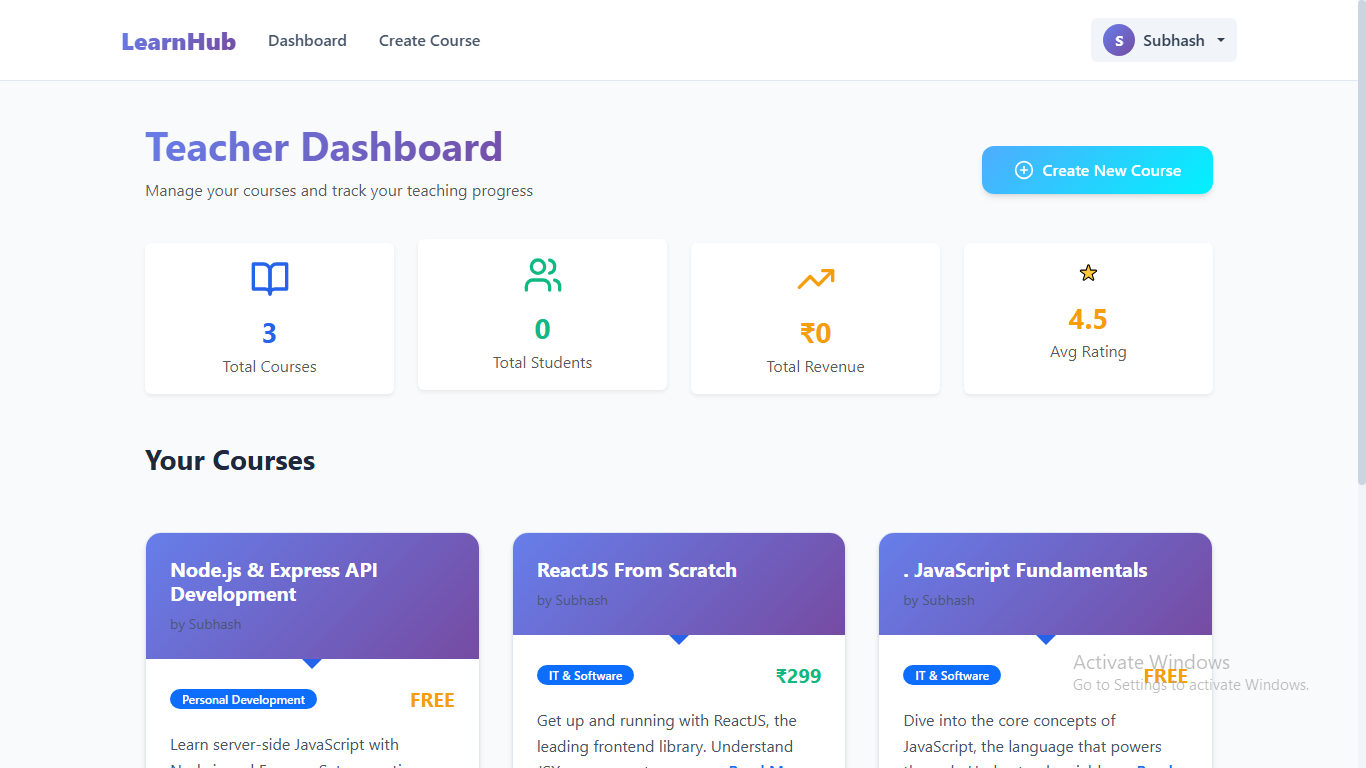 LearnHub Dashboard Create Course S Subhash
Teacher Dashboard
Manage your courses and track your teaching progress
Create New Course
3
Total Courses
0
Total Students
₹0
Total Revenue
4.5
Avg Rating
Your Courses
Node.js & Express API
Development
by Subhash
Personal Development FREE
Learn server-side JavaScript with
ReactJS From Scratch
by Subhash
IT & Software ₹299
Get up and running with ReactJS, the
leading frontend library. Understand
. JavaScript Fundamentals
by Subhash
IT & Software FREE
Dive into the core concepts of
JavaScript, the language that powers
Activate Windows
Go to Settings to activate Windows.